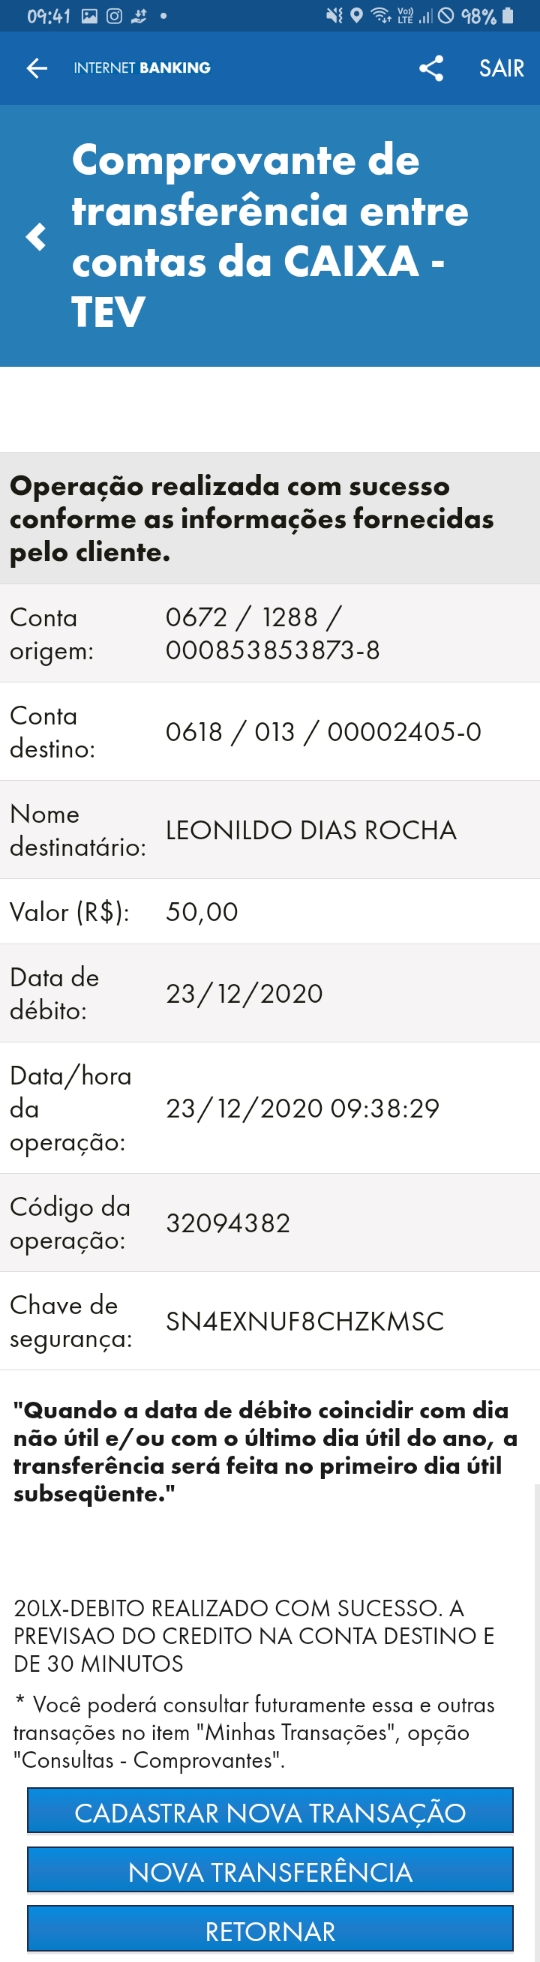 09:41 98%
INTERNET BANKING SAIR
Comprovante de
transferência entre
contas da CAIXA -
TEV
Operação realizada com sucesso
conforme as informações fornecidas
pelo cliente.
Conta
origem:
0672 / 1288 /
000853853873-8
Conta
destino:
0618 / 013 / 00002405-0
Nome
destinatário:
LEONILDO DIAS ROCHA
Valor (R$): 50,00
Data de
débito:
23/12/2020
Data/hora
da
operação:
23/12/2020 09:38:29
Código da
operação:
32094382
Chave de
segurança:
SN4EXNUF8CHZKMSC
"Quando a data de débito coincidir com dia
não útil e/ou com o último dia útil do ano, a
transferência será feita no primeiro dia útil
subseqüente."
20LX-DEBITO REALIZADO COM SUCESSO. A
PREVISAO DO CREDITO NA CONTA DESTINO E
DE 30 MINUTOS
* Você poderá consultar futuramente essa e outras
transações no item "Minhas Transações", opção
"Consultas - Comprovantes".
CADASTRAR NOVA TRANSAÇÃO
NOVA TRANSFERÊNCIA
RETORNAR